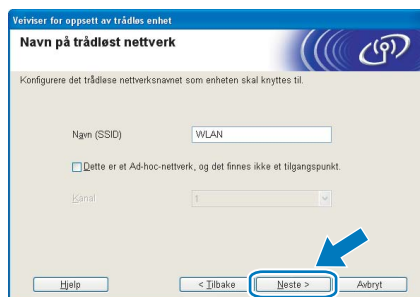 Veiviser for oppsett av trådløs enhet
Navn på trådløst nettverk
Konfigurere det trådløse nettverksnavnet som enheten skal knyttes til.
Navn (SSID) WLAN
Dette er et Ad-hoc-nettverk, og det finnes ikke et tilgangspunkt.
Kanal 1
Hjelp < Tilbake Neste > Avbryt